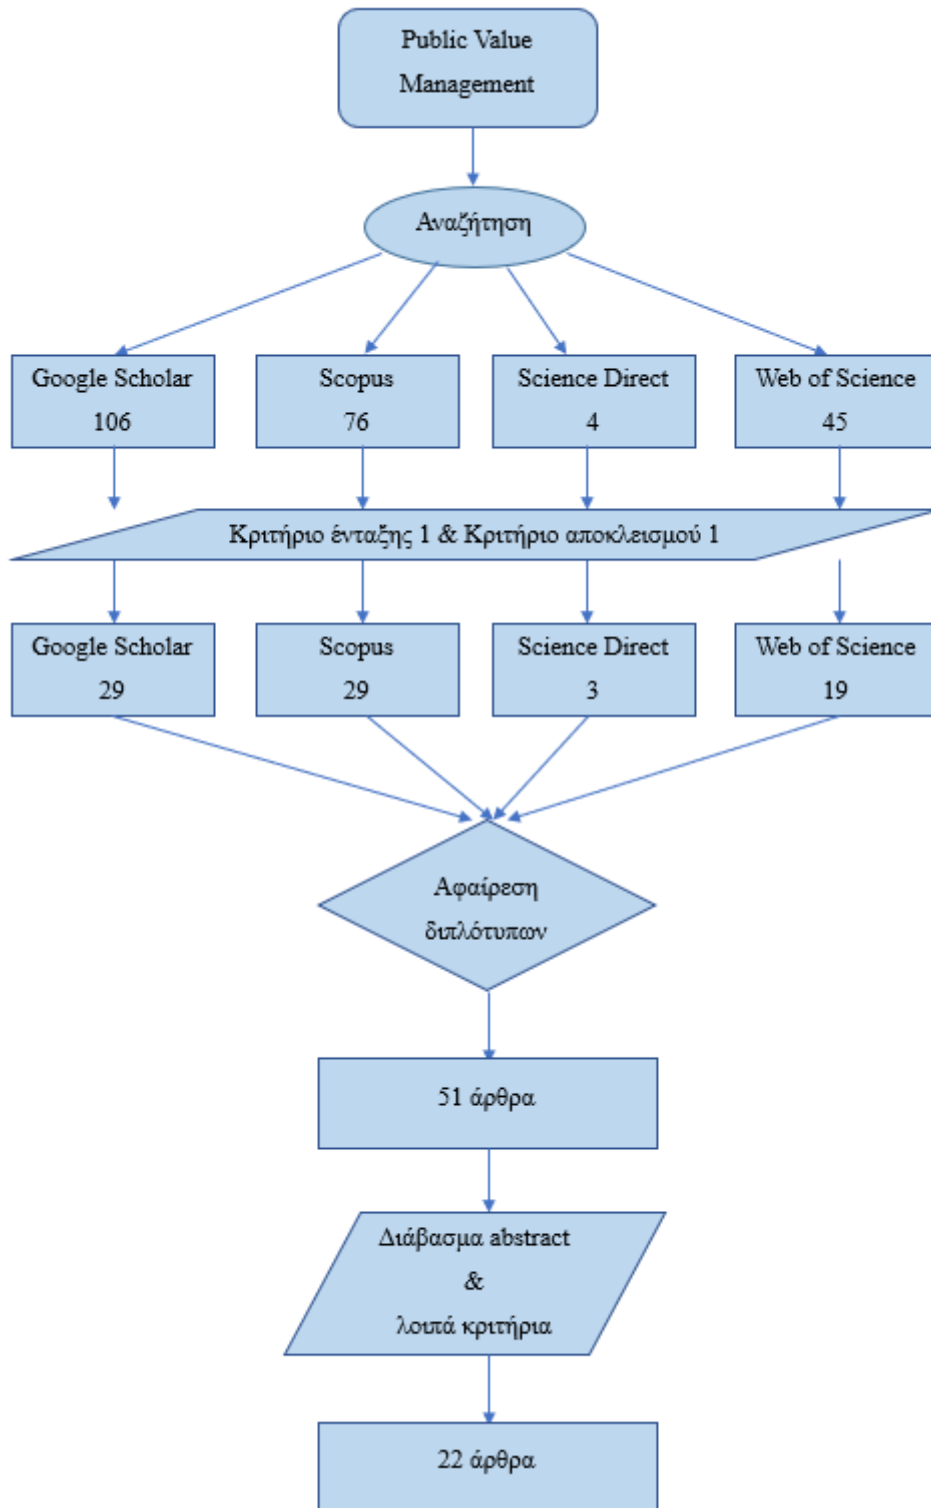 Public Value
Management
Αναζήτηση
Google Scholar
106
Scopus
76
Science Direct
4
Web of Science
45
Κριτήριο ένταξης 1 & Κριτήριο αποκλεισμού 1
Google Scholar
29
Scopus
29
Science Direct
3
Web of Science
19
Αφαίρεση
διπλότυπων
51 άρθρα
Διάβασμα abstract
&
λοιπά κριτήρια
22 άρθρα